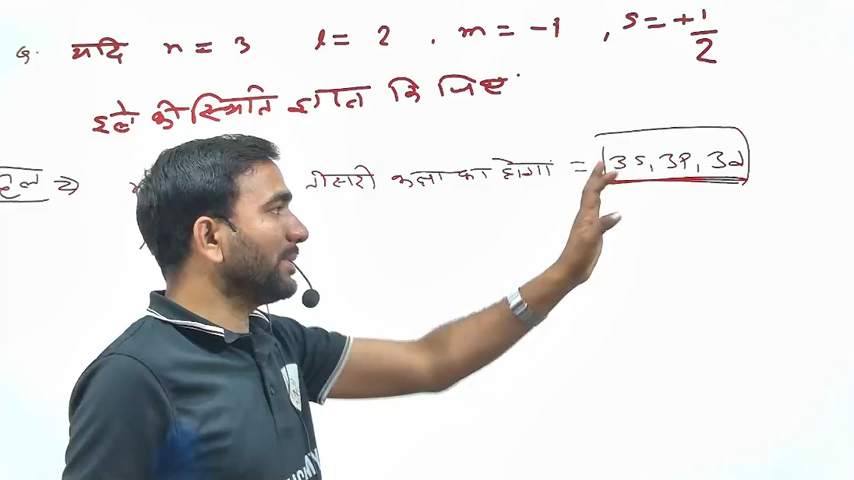 Q. यदि n = 3 l = 2 , m = -1 , s = +1/2
इले की स्थिति ज्ञात कीजिए
हल ⇒ तीसरी कक्षा का होगा = 3s, 3p, 3d